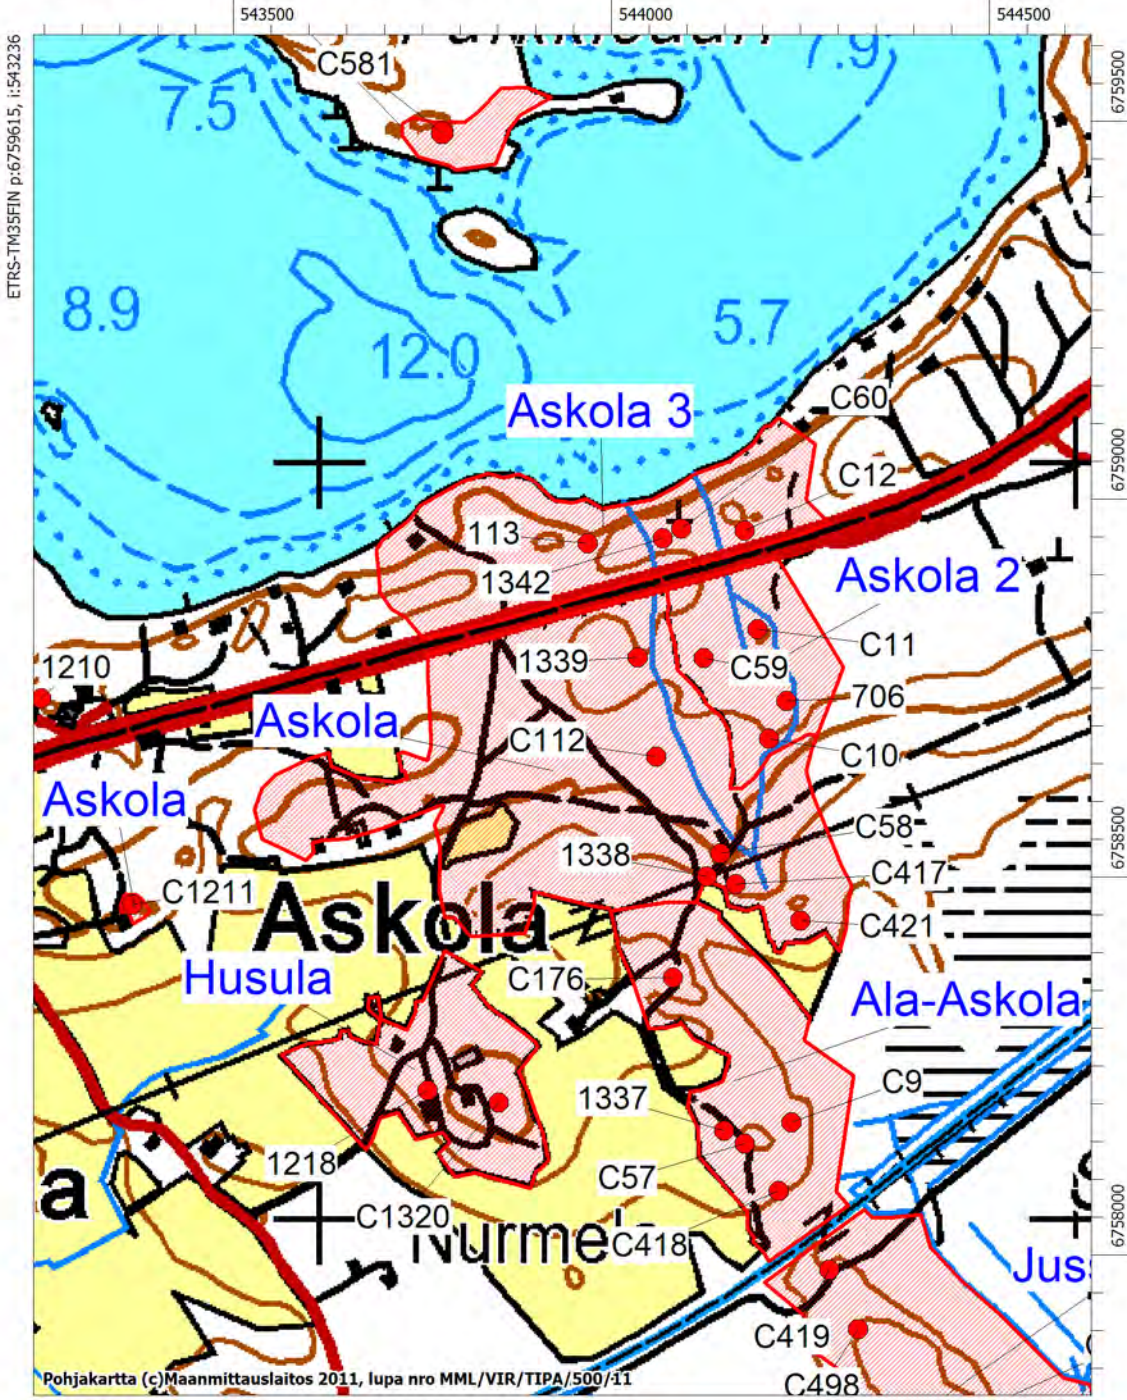 543500
544000
544500
ETRS-TM35FIN p:6759615, i:543236
C581
7.5
7.9
6759500
8.9
12.0
5.7
Askola 3
C60
C12
6759000
113
1342
Askola 2
1339
C59
C11
1210
706
Askola
C112
C10
Askola
C58
1338
C417
6758500
C1211
Askola
C421
Husula
C176
Ala-Askola
1337
C9
1218
C57
a
C1320
C418
6758000
Jus
C419
C498
Pohjakartta (c)Maanmittauslaitos 2011, lupa nro MML/VIR/TIPA/500/11